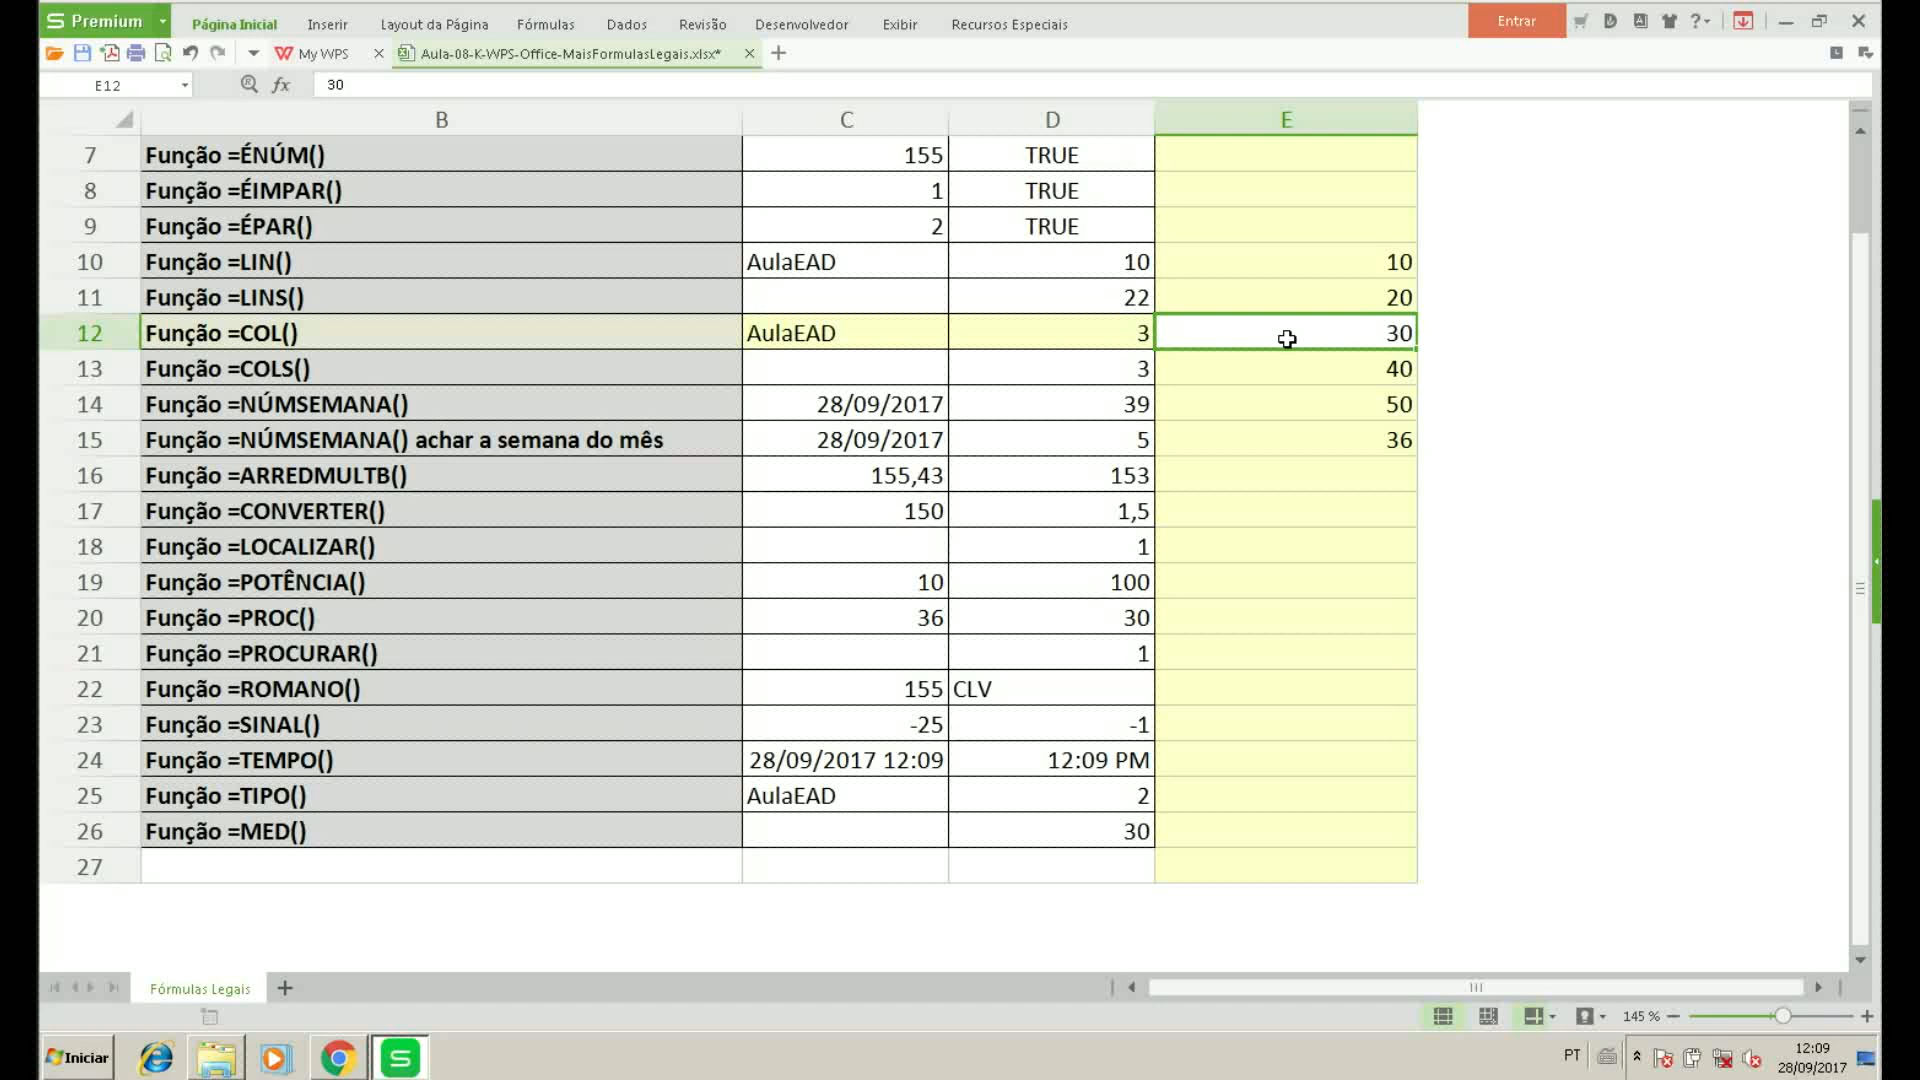 S Premium
Página Inicial Inserir Layout da Página Fórmulas Dados Revisão Desenvolvedor Exibir Recursos Especiais Entrar
My WPS Aula-08-K-WPS-Office-MaisFormulasLegais.xlsx*
E12 fx 30
B C D E
7 Função =ÉNÚM() 155 TRUE
8 Função =ÉIMPAR() 1 TRUE
9 Função =ÉPAR() 2 TRUE
10 Função =LIN() AulaEAD 10 10
11 Função =LINS() 22 20
12 Função =COL() AulaEAD 3 30
13 Função =COLS() 3 40
14 Função =NÚMSEMANA() 28/09/2017 39 50
15 Função =NÚMSEMANA() achar a semana do mês 28/09/2017 5 36
16 Função =ARREDMULTB() 155,43 153
17 Função =CONVERTER() 150 1,5
18 Função =LOCALIZAR() 1
19 Função =POTÊNCIA() 10 100
20 Função =PROC() 36 30
21 Função =PROCURAR() 1
22 Função =ROMANO() 155 CLV
23 Função =SINAL() -25 -1
24 Função =TEMPO() 28/09/2017 12:09 12:09 PM
25 Função =TIPO() AulaEAD 2
26 Função =MED() 30
27
Fórmulas Legais
145 %
Iniciar PT 12:09
28/09/2017